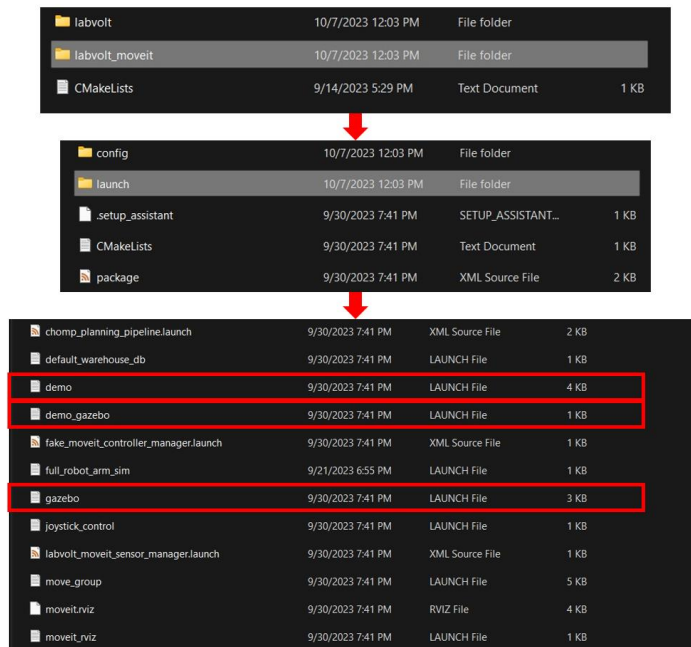 labvolt 10/7/2023 12:03 PM File folder
labvolt_moveit 10/7/2023 12:03 PM File folder
CMakeLists 9/14/2023 5:29 PM Text Document 1 KB
config 10/7/2023 12:03 PM File folder
launch 10/7/2023 12:03 PM File folder
.setup_assistant 9/30/2023 7:41 PM SETUP_ASSISTANT... 1 KB
CMakeLists 9/30/2023 7:41 PM Text Document 1 KB
package 9/30/2023 7:41 PM XML Source File 2 KB
chomp_planning_pipeline.launch 9/30/2023 7:41 PM XML Source File 2 KB
default_warehouse_db 9/30/2023 7:41 PM LAUNCH File 1 KB
demo 9/30/2023 7:41 PM LAUNCH File 4 KB
demo_gazebo 9/30/2023 7:41 PM LAUNCH File 1 KB
fake_moveit_controller_manager.launch 9/30/2023 7:41 PM XML Source File 1 KB
full_robot_arm_sim 9/21/2023 6:55 PM LAUNCH File 1 KB
gazebo 9/30/2023 7:41 PM LAUNCH File 3 KB
joystick_control 9/30/2023 7:41 PM LAUNCH File 1 KB
labvolt_moveit_sensor_manager.launch 9/30/2023 7:41 PM XML Source File 1 KB
move_group 9/30/2023 7:41 PM LAUNCH File 5 KB
moveit.rviz 9/30/2023 7:41 PM RVIZ File 4 KB
moveit_rviz 9/30/2023 7:41 PM LAUNCH File 1 KB